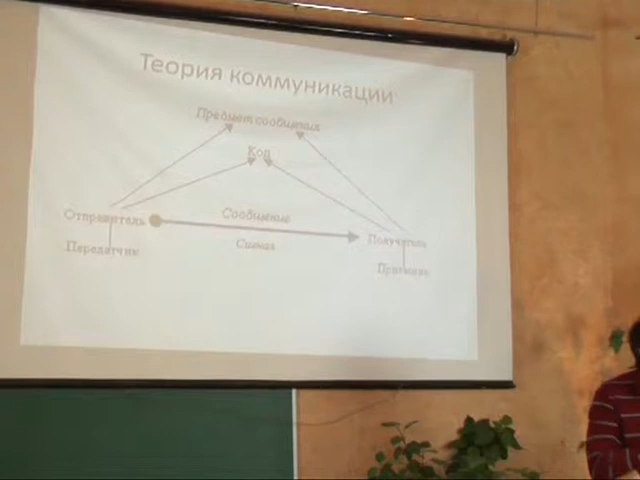 Теория коммуникации
Предмет сообщения
Код
Отправитель
Сообщение
Получатель
Передатчик
Сигнал
Приемник